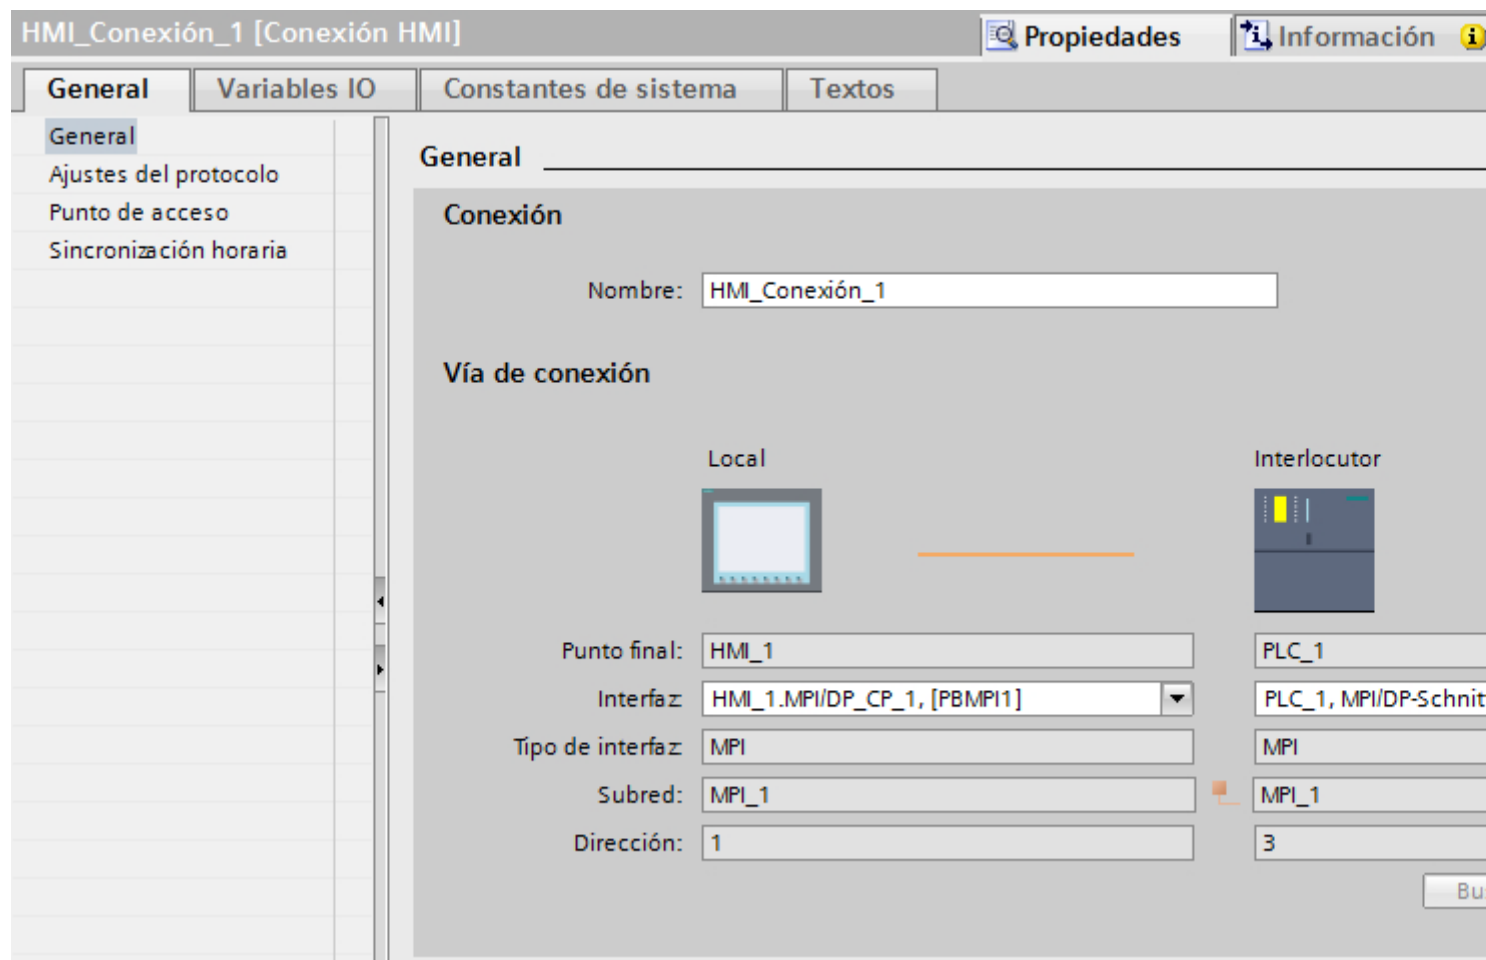 HMI_Conexión_1 [Conexión HMI]
Propiedades
Información
General
Variables IO
Constantes de sistema
Textos
General
Ajustes del protocolo
Punto de acceso
Sincronización horaria
General
Conexión
Nombre: HMI_Conexión_1
Vía de conexión
Local
Interlocutor
Punto final: HMI_1
PLC_1
Interfaz HMI_1.MPI/DP_CP_1, [PBMPI1]
PLC_1, MPI/DP-Schnit
Tipo de interfaz MPI
MPI
Subred: MPI_1
MPI_1
Dirección: 1
3
Bu